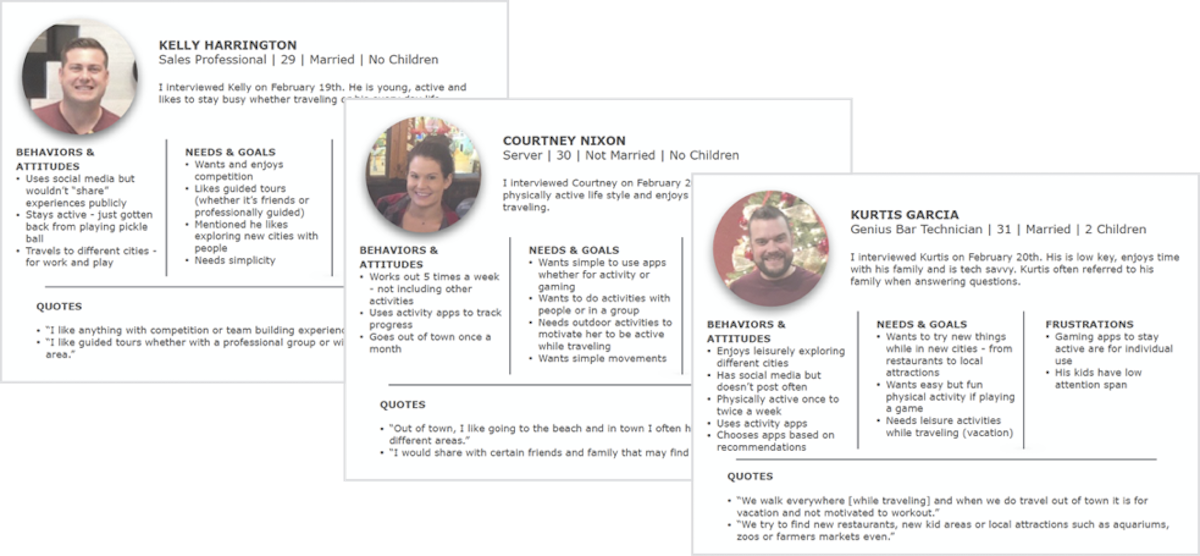 KELLY HARRINGTON
Sales Professional | 29 | Married | No Children
I interviewed Kelly on February 19th. He is young, active and
likes to stay busy whether traveling
BEHAVIORS &
ATTITUDES
• Uses social media but
wouldn't “share”
experiences publicly
• Stays active - just gotten
back from playing pickle
ball
• Travels to different cities -
for work and play
NEEDS & GOALS
• Wants and enjoys
competition
• Likes guided tours
(whether it's friends or
professionally guided)
• Mentioned he likes
exploring new cities with
people
• Needs simplicity
QUOTES
• “I like anything with competition or team building
• “I like guided tours whether with a professional group or
area.”
COURTNEY NIXON
Server | 30 | Not Married | No Children
I interviewed Courtney on February
physically active life style and enjoys
traveling.
BEHAVIORS &
ATTITUDES
• Works out 5 times a week
- not including other
activities
• Uses activity apps to track
progress
• Goes out of town once a
month
NEEDS & GOALS
• Wants simple to use apps
whether for activity or
gaming
• Wants to do activities with
people or in a group
• Needs outdoor activities to
motivate her to be active
while traveling
• Wants simple movements
QUOTES
• “Out of town, I like going to the beach and in town I often
different areas.”
• “I would share with certain friends and family that may find
KURTIS GARCIA
Genius Bar Technician | 31 | Married | 2 Children
I interviewed Kurtis on February 20th. His is low key, enjoys time
with his family and is tech savvy. Kurtis often referred to his
family when answering questions.
BEHAVIORS &
ATTITUDES
• Enjoys leisurely exploring
different cities
• Has social media but
doesn't post often
• Physically active once to
twice a week
• Uses activity apps
• Chooses apps based on
recommendations
NEEDS & GOALS
• Wants to try new things
while in new cities - from
restaurants to local
attractions
• Wants easy but fun
physical activity if playing
a game
• Needs leisure activities
while traveling (vacation)
FRUSTRATIONS
• Gaming apps to stay
active are for individual
use
• His kids have low
attention span
QUOTES
• “We walk everywhere [while traveling] and when we do travel out of town it is for
vacation and not motivated to workout.”
• “We try to find new restaurants, new kid areas or local attractions such as aquariums,
zoos or farmers markets even.”